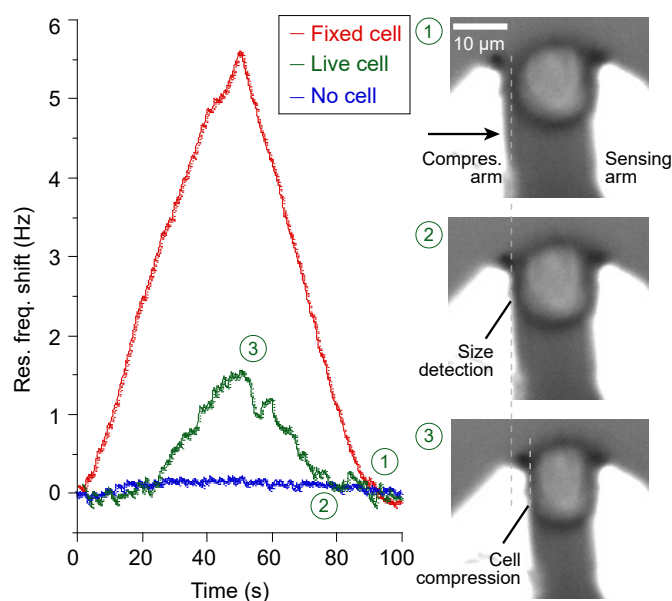 Res. freq. shift (Hz)
6
5
4
3
2
1
0
0
20
40
60
80
100
Time (s)
Fixed cell
Live cell
No cell
3
1
2
1
10 µm
Compres.
arm
Sensing
arm
2
Size
detection
3
Cell
compression